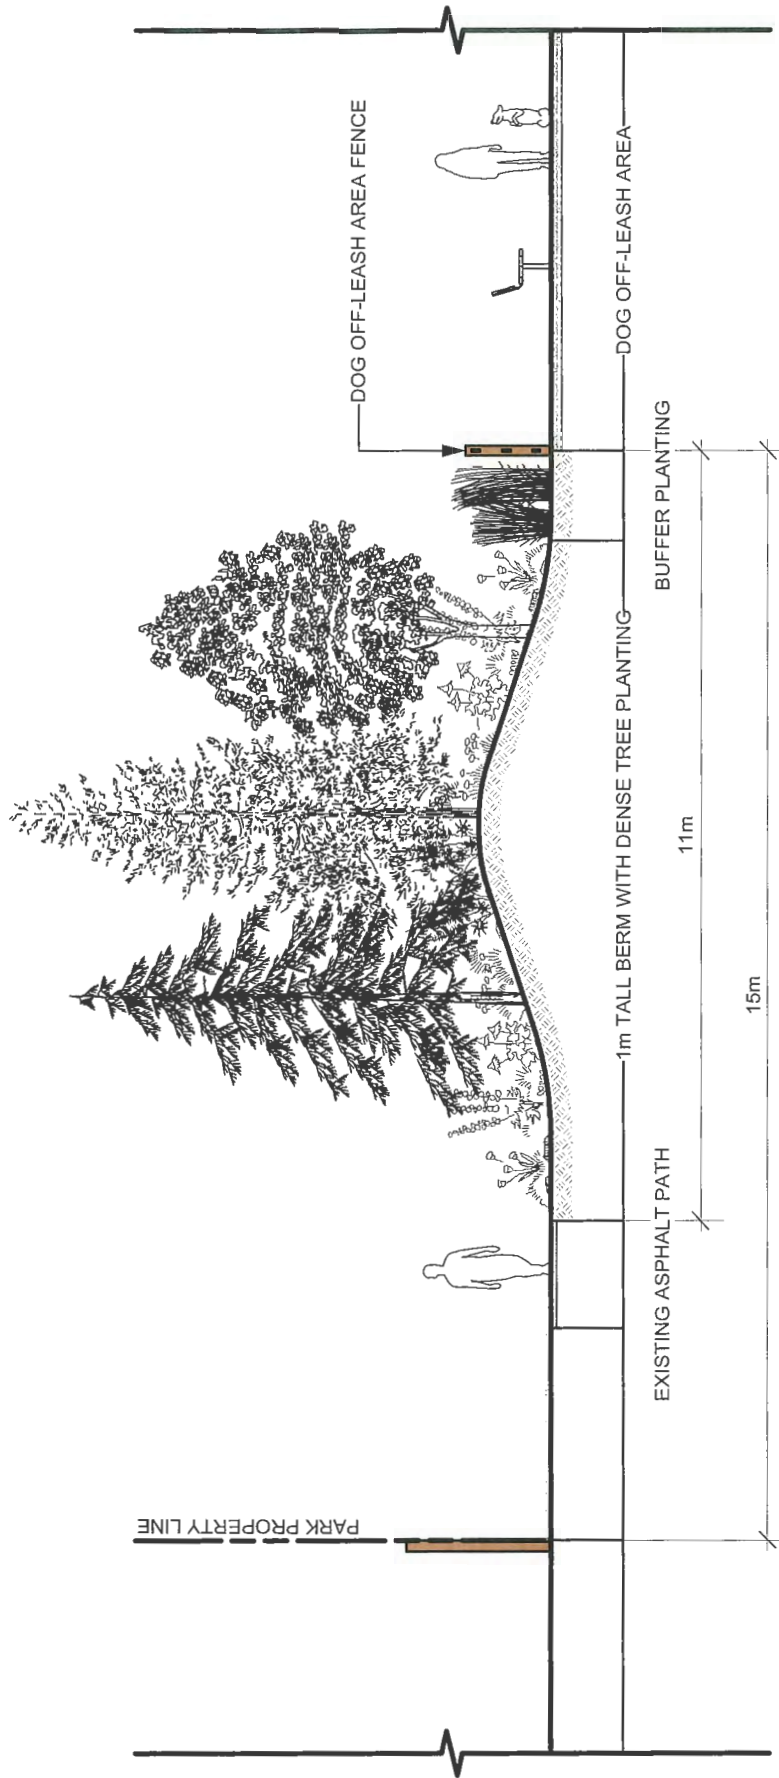 PARK PROPERTY LINE
DOG OFF-LEASH AREA FENCE
1m TALL BERM WITH DENSE TREE PLANTING
DOG OFF-LEASH AREA
EXISTING ASPHALT PATH
BUFFER PLANTING
11m
15m